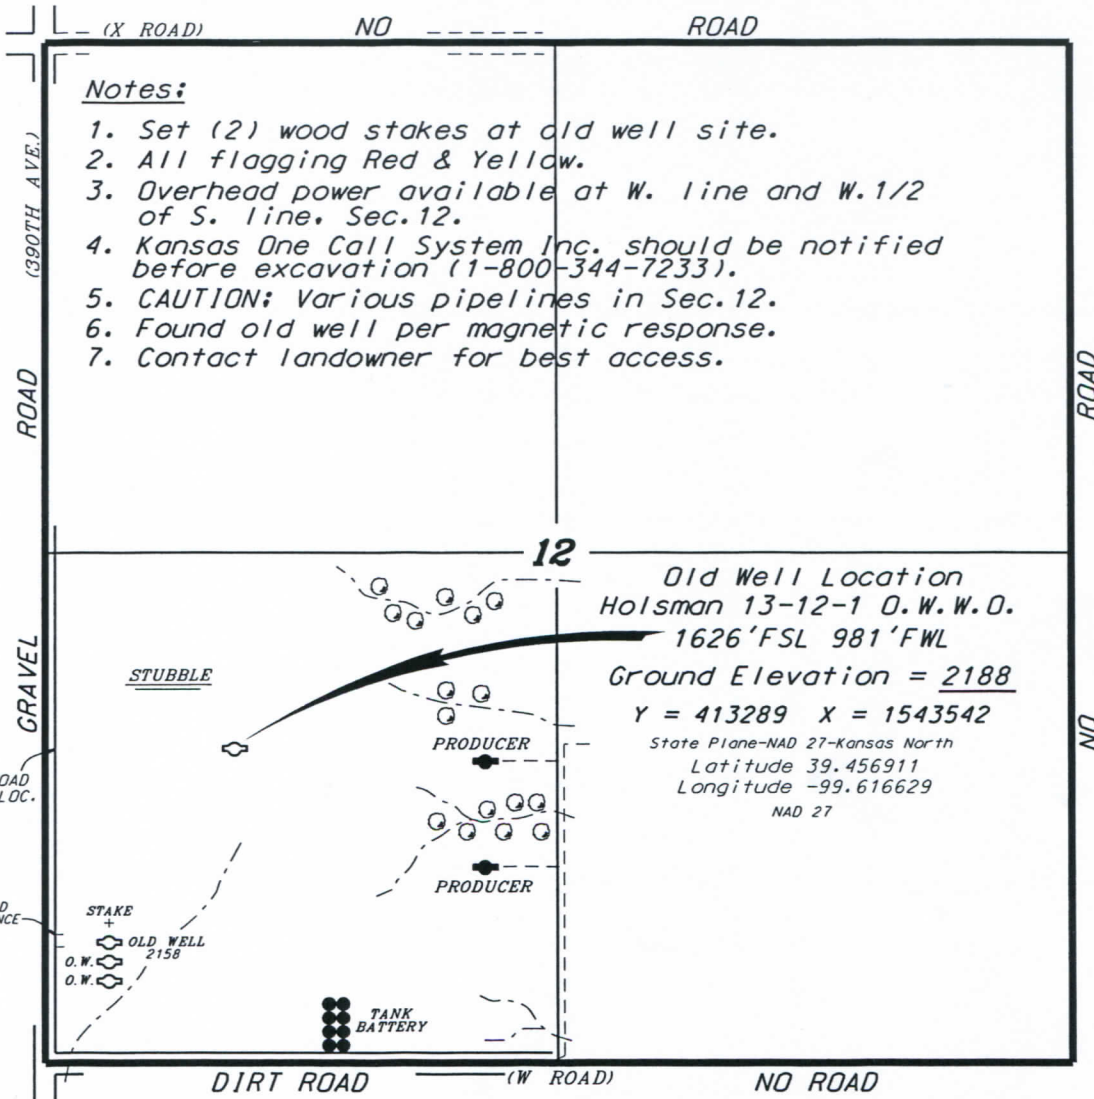 (X ROAD) NO ROAD
Notes:
1. Set (2) wood stakes at old well site.
2. All flagging Red & Yellow.
3. Overhead power available at W. line and W.1/2
of S. line, Sec.12.
4. Kansas One Call System Inc. should be notified
before excavation (1-800-344-7233).
5. CAUTION: Various pipelines in Sec.12.
6. Found old well per magnetic response.
7. Contact landowner for best access.
(390TH AVE.)
ROAD
GRAVEL
ROAD
NO
12
Old Well Location
Holsman 13-12-1 O.W.W.O.
1626'FSL 981'FWL
Ground Elevation = 2188
Y = 413289 X = 1543542
State Plane-NAD 27-Kansas North
Latitude 39.456911
Longitude -99.616629
NAD 27
STUBBLE
PRODUCER
PRODUCER
LOC.
STAKE
OLD WELL
2158
O.W.
O.W.
TANK
BATTERY
DIRT ROAD (W ROAD) NO ROAD